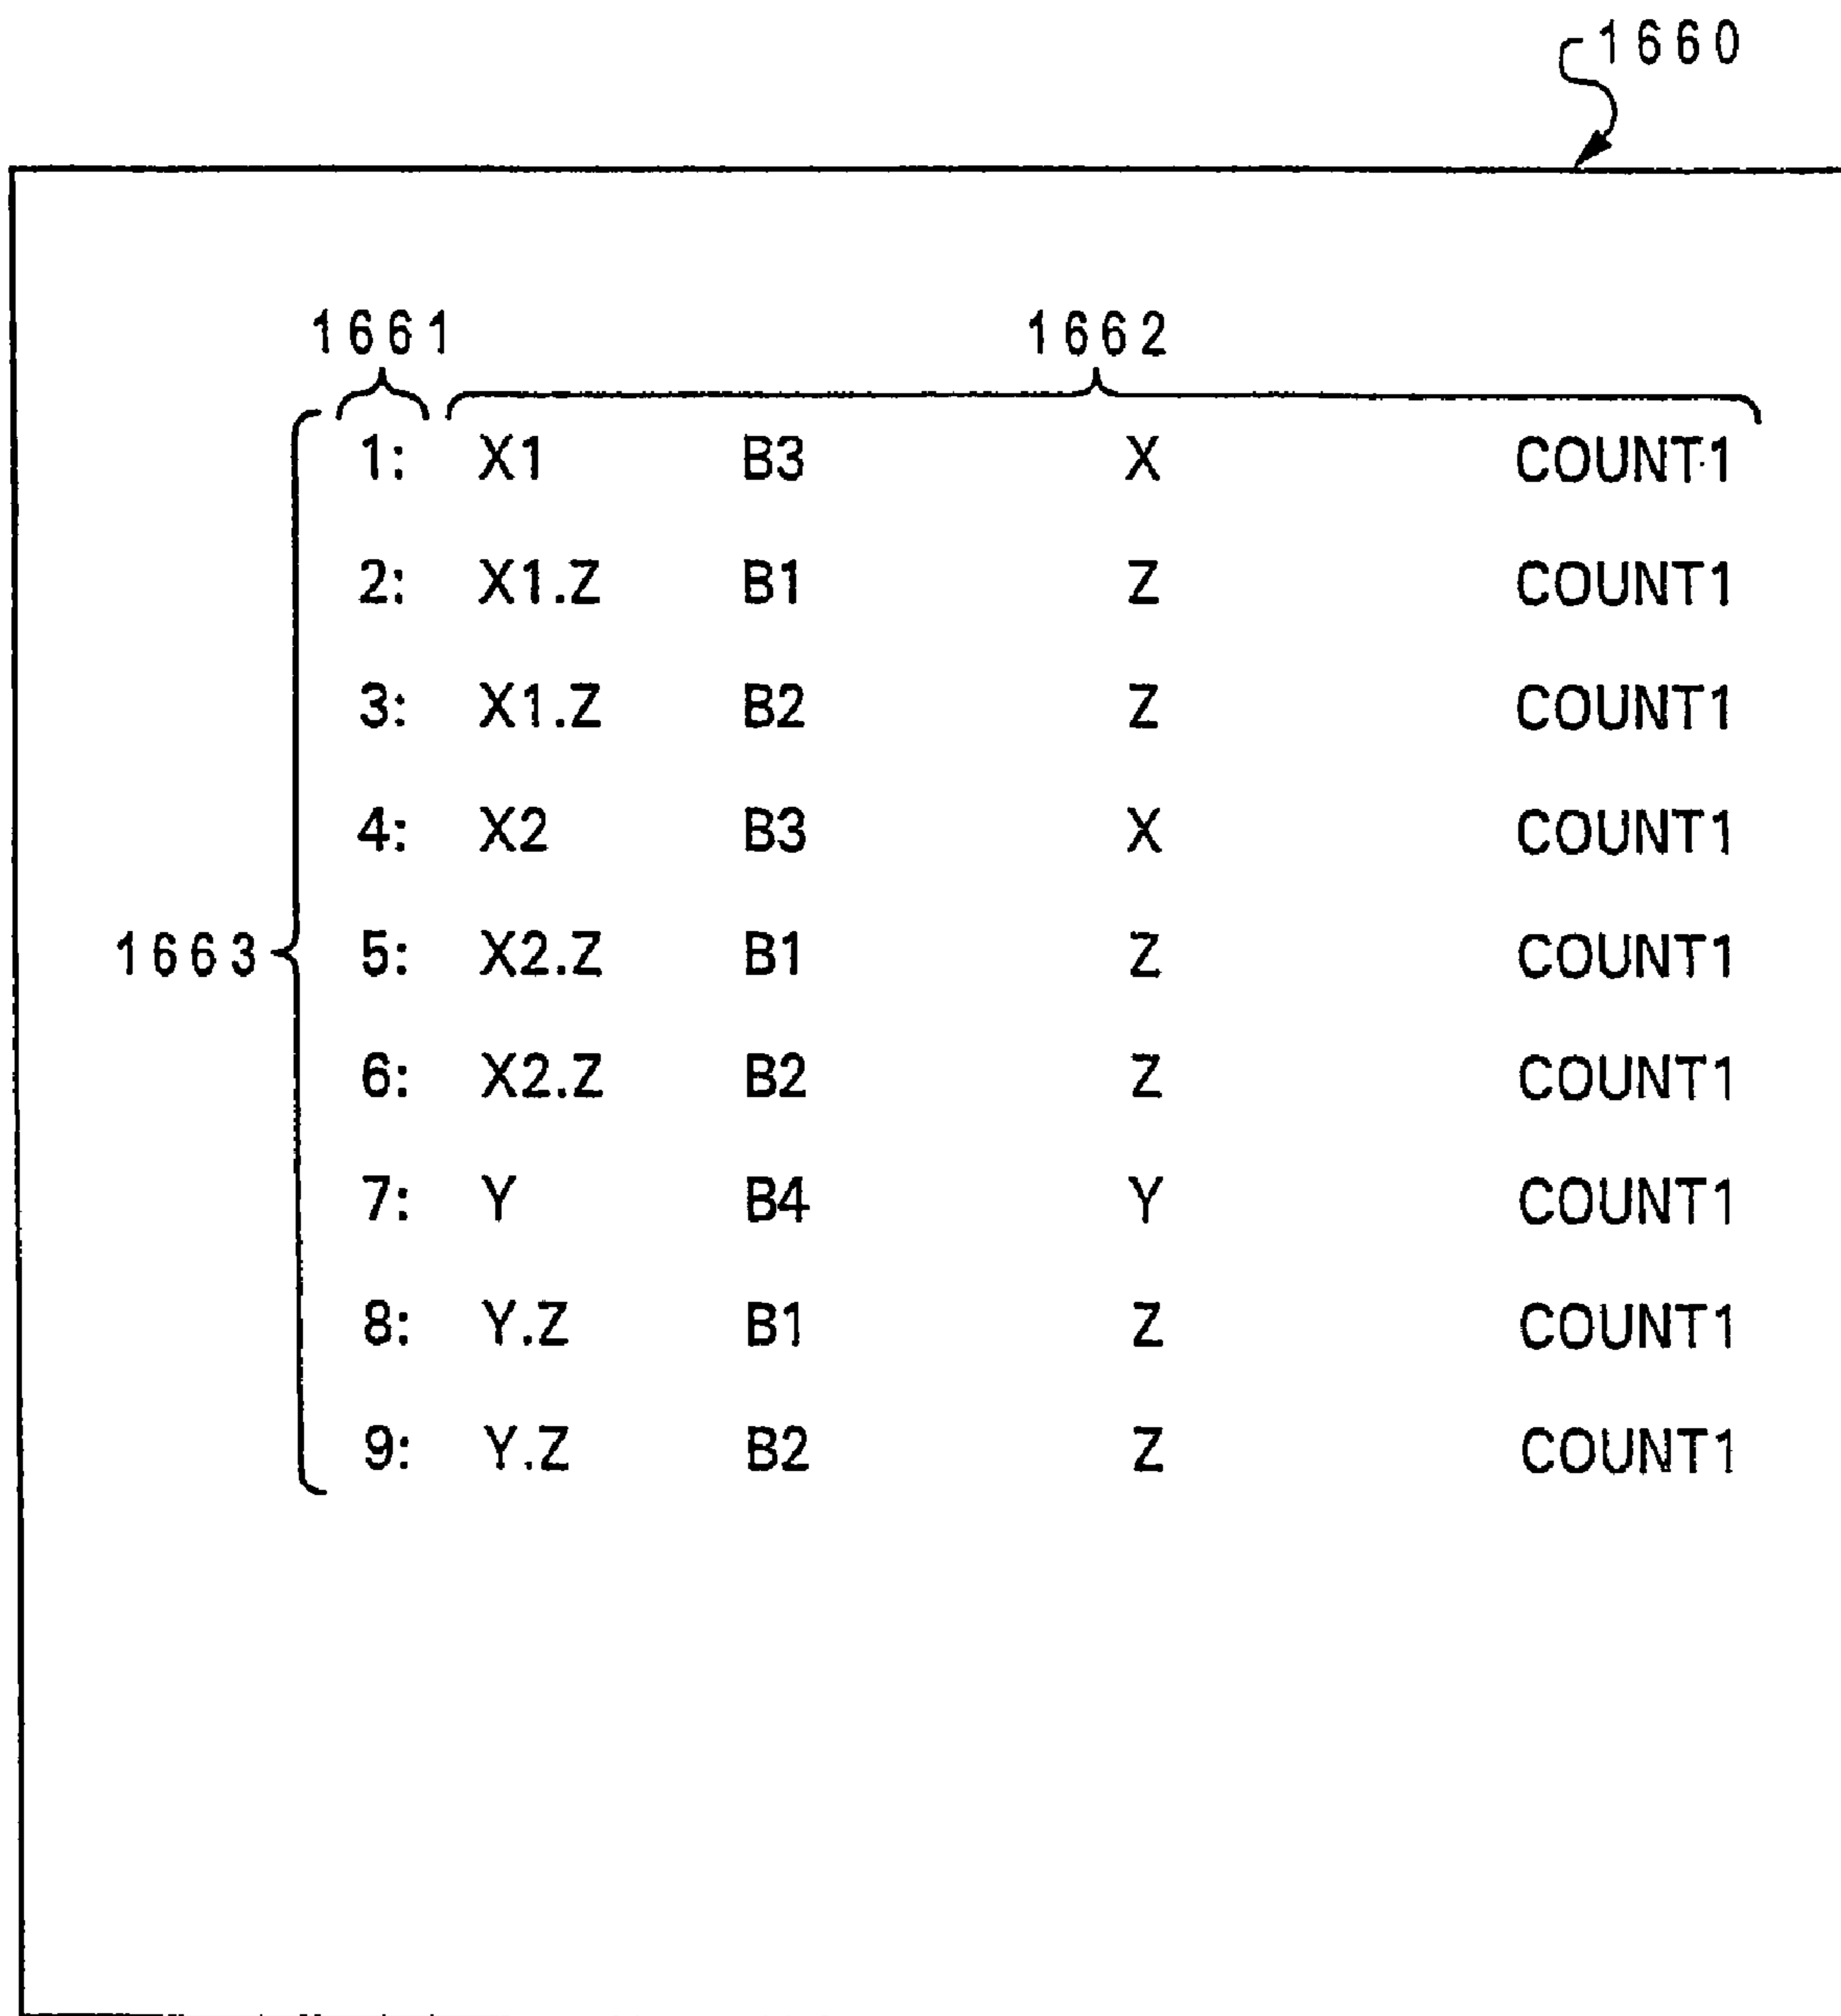 1660
1661 1662
1: X1 B3 X COUNT1
2: X1.Z B1 Z COUNT1
3: X1.Z B2 Z COUNT1
4: X2 B3 X COUNT1
1663 5: X2.Z B1 Z COUNT1
6: X2.Z B2 Z COUNT1
7: Y B4 Y COUNT1
8: Y.Z B1 Z COUNT1
9: Y.Z B2 Z COUNT1